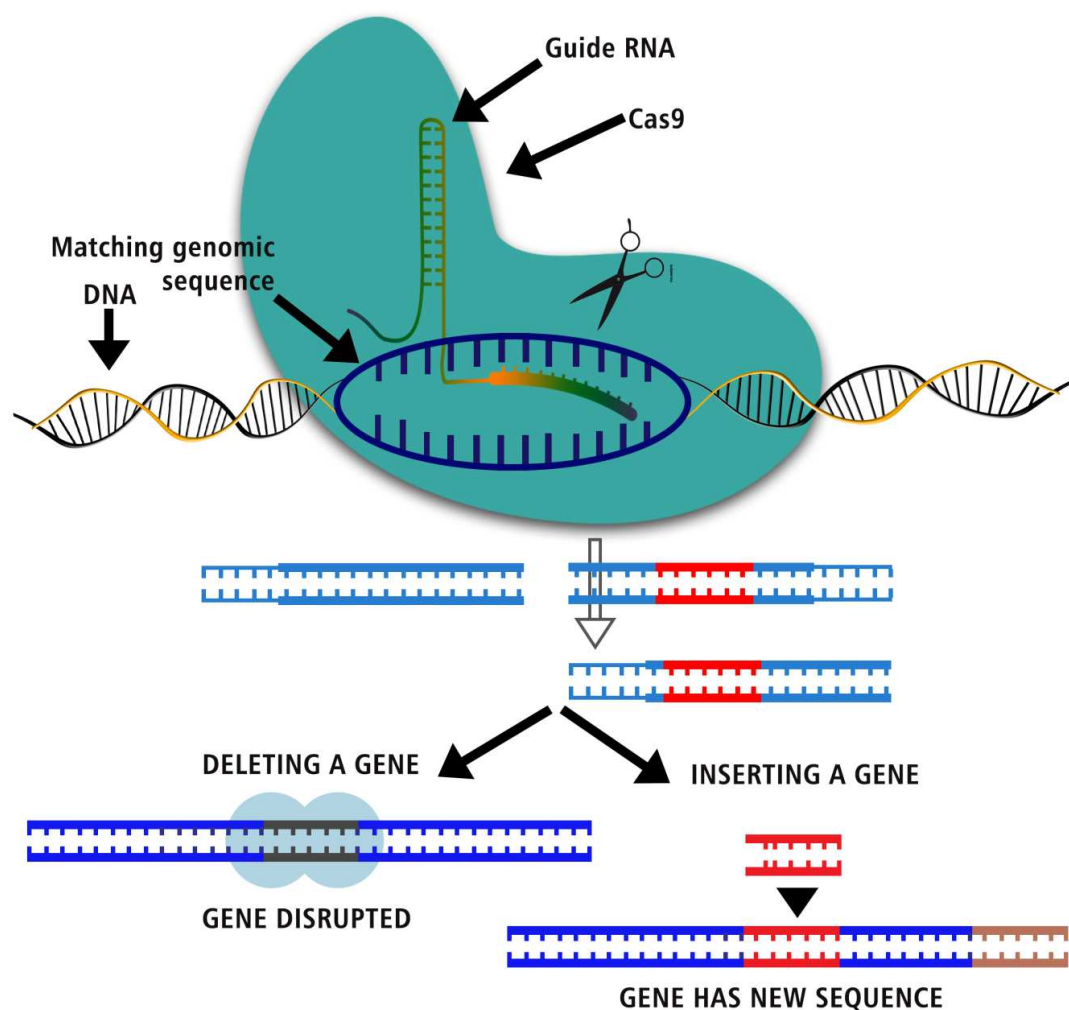 Guide RNA
Cas9
Matching genomic
sequence
DNA
DELETING A GENE
INSERTING A GENE
GENE DISRUPTED
GENE HAS NEW SEQUENCE